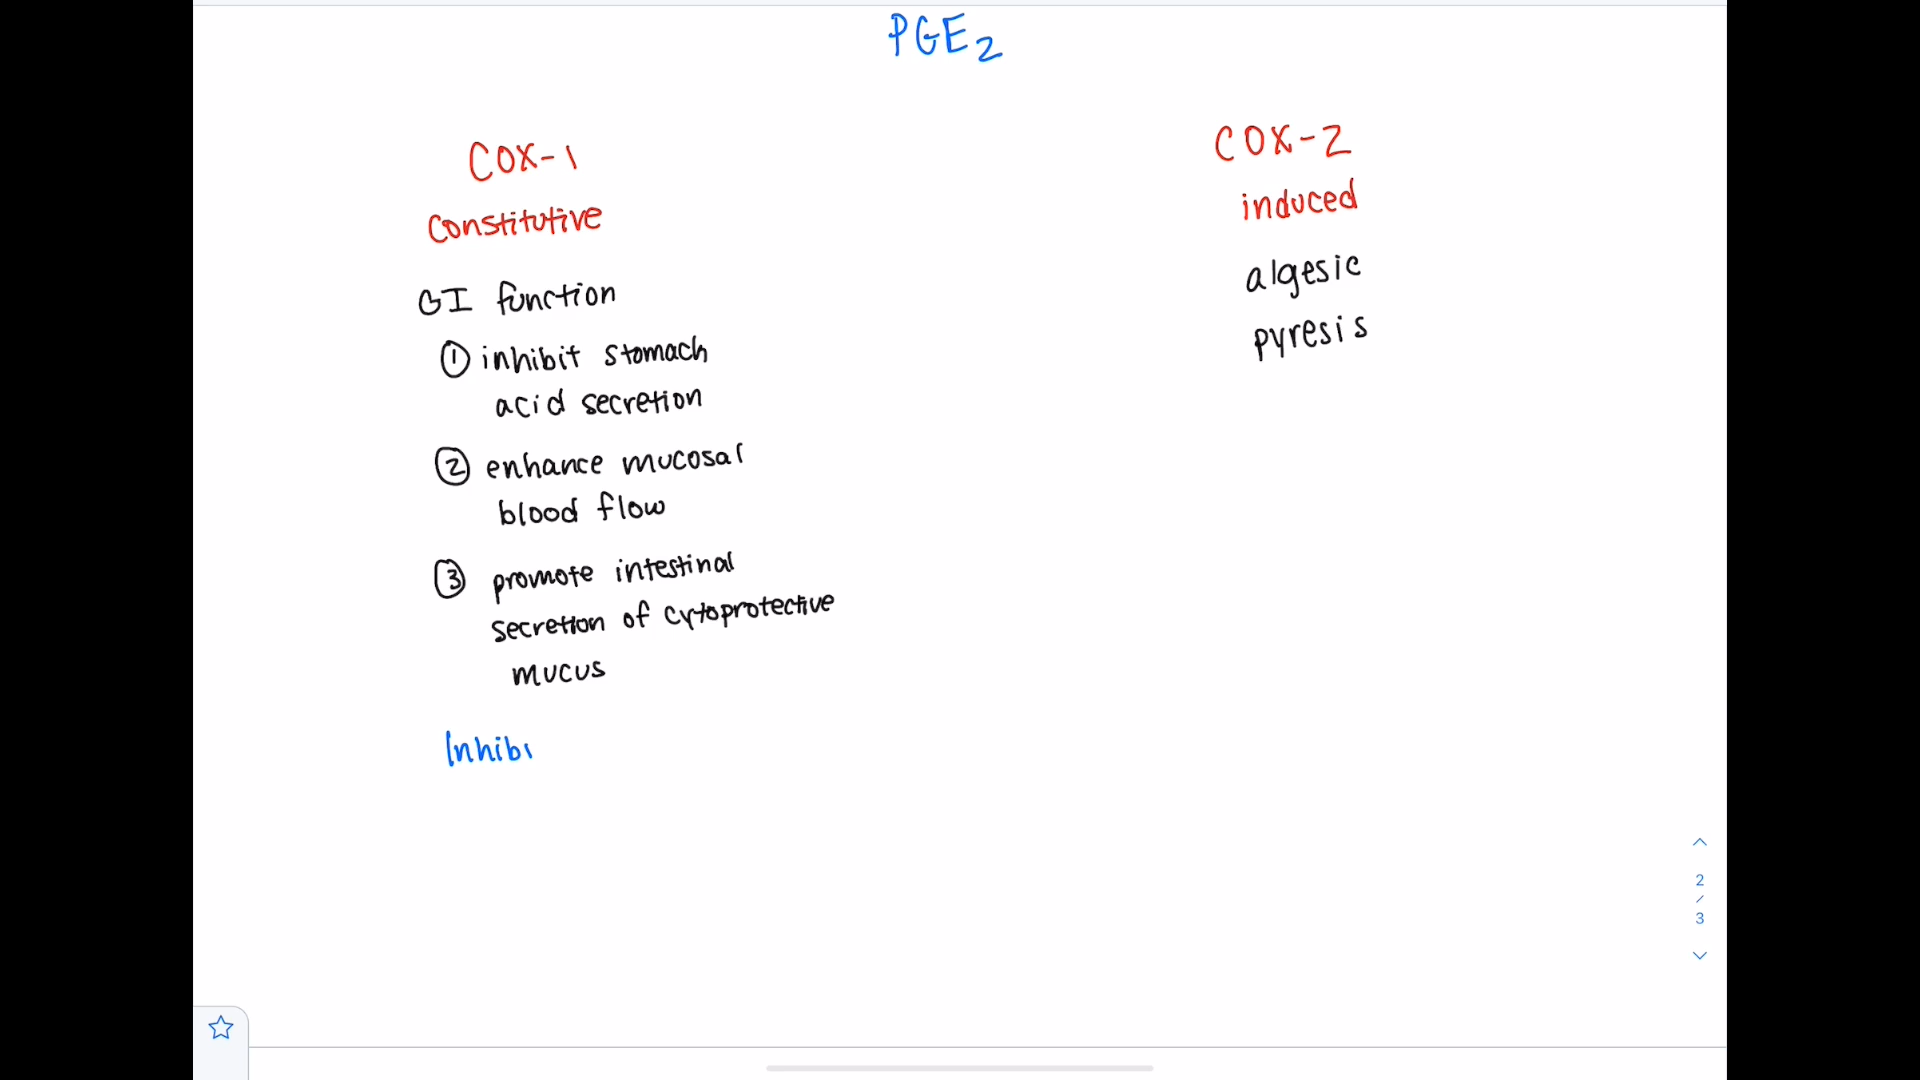 PGE2
COX-1
Constitutive
GI function
① inhibit stomach
acid secretion
② enhance mucosal
blood flow
③ promote intestinal
secretion of cytoprotective
mucus
Inhibi
COX-2
induced
algesic
pyresis
2
/
3